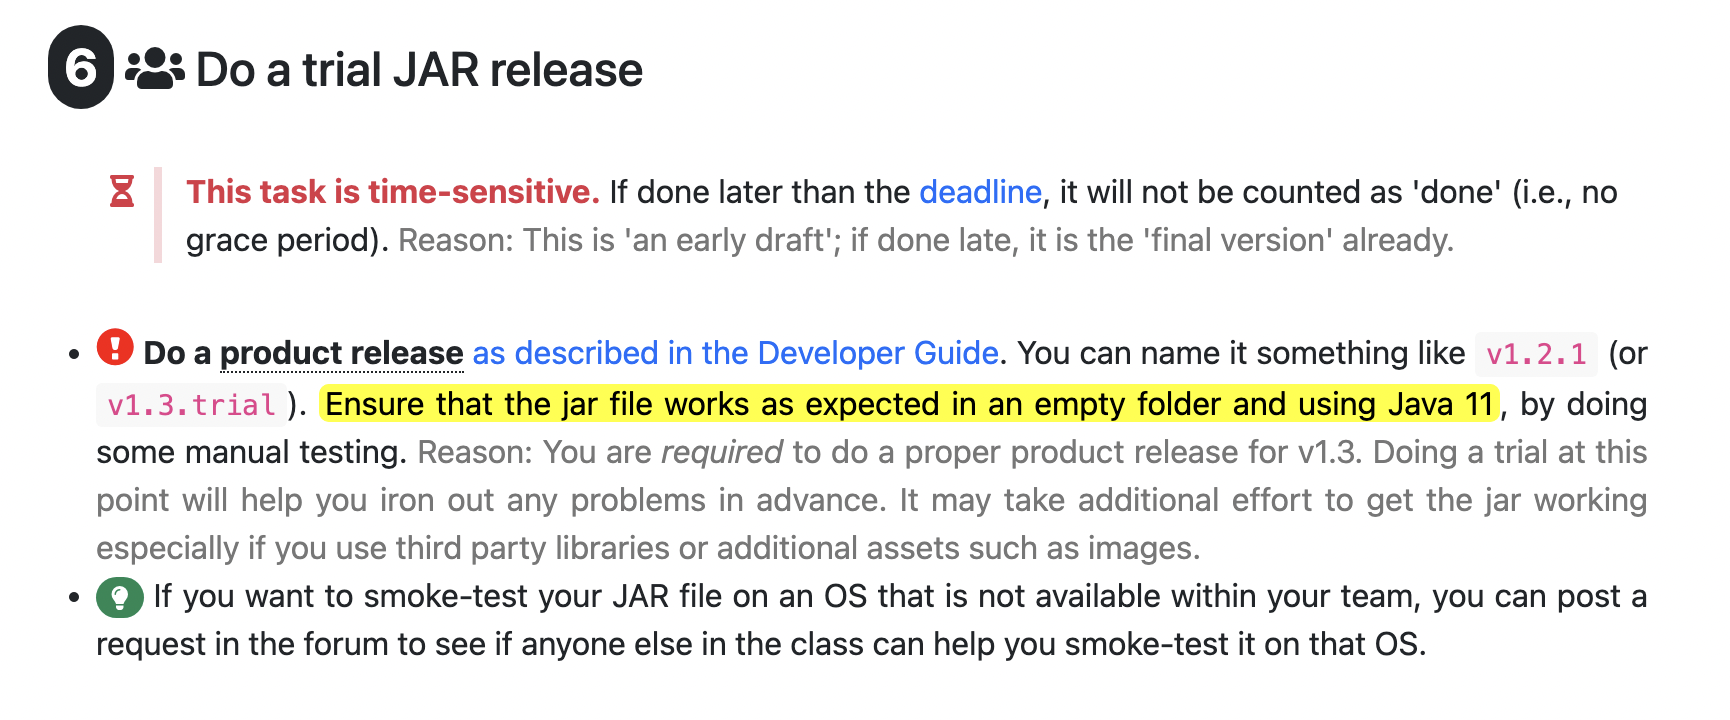 6 Do a trial JAR release
This task is time-sensitive. If done later than the deadline, it will not be counted as 'done' (i.e., no
grace period). Reason: This is 'an early draft'; if done late, it is the 'final version' already.
• Do a product release as described in the Developer Guide. You can name it something like v1.2.1 (or
v1.3.trial). Ensure that the jar file works as expected in an empty folder and using Java 11, by doing
some manual testing. Reason: You are required to do a proper product release for v1.3. Doing a trial at this
point will help you iron out any problems in advance. It may take additional effort to get the jar working
especially if you use third party libraries or additional assets such as images.
• If you want to smoke-test your JAR file on an OS that is not available within your team, you can post a
request in the forum to see if anyone else in the class can help you smoke-test it on that OS.